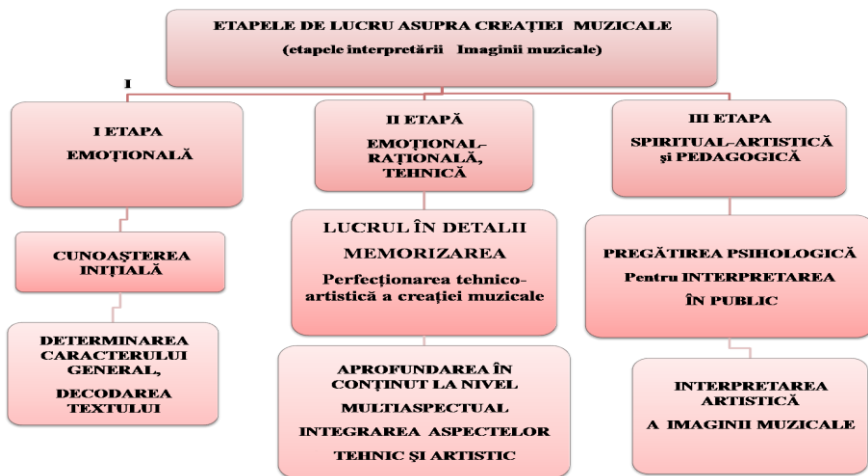 ETAPELE DE LUCRU ASUPRA CREAȚIEI MUZICALE
(etapele interpretării Imaginii muzicale)
I
I ETAPA
EMOȚIONALĂ
CUNOAȘTEREA
INIȚIALĂ
DETERMINAREA
CARACTERULUI
GENERAL,
DECODAREA
TEXTULUI
II ETAPĂ
EMOȚIONAL-
RAȚIONALĂ,
TEHNICĂ
LUCRUL ÎN DETALII
MEMORIZAREA
Perfecționarea tehnico-
artistică a creației muzicale
APROFUNDAREA ÎN
CONȚINUT LA NIVEL
MULTIASPECTUAL
INTEGRAREA ASPECTELOR
TEHNIC ȘI ARTISTIC
III ETAPA
SPIRITUAL-ARTISTICĂ
și PEDAGOGICĂ
PREGĂTIREA PSIHOLOGICĂ
Pentru INTERPRETAREA
ÎN PUBLIC
INTERPRETAREA
ARTISTICĂ
A IMAGINII MUZICALE